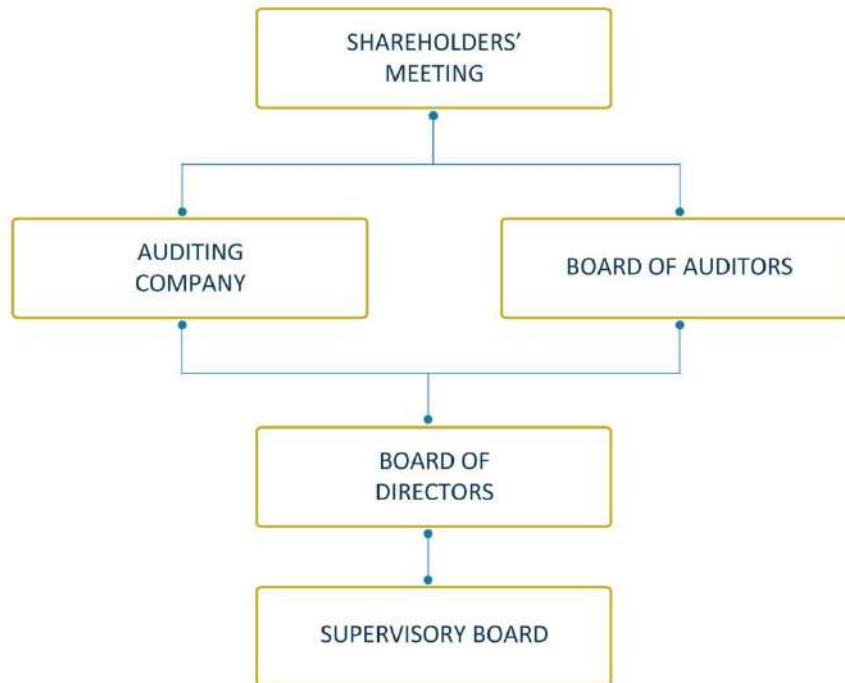 SHAREHOLDERS’
MEETING
AUDITING
COMPANY
BOARD OF AUDITORS
BOARD OF
DIRECTORS
SUPERVISORY BOARD